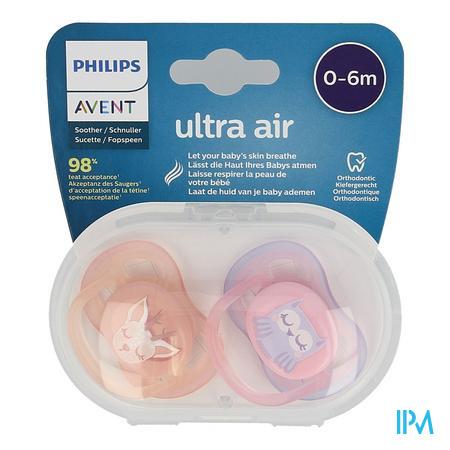 PHILIPS
AVENT
Soother / Schnuller
Sucette / Fopspeen
98%
teat acceptance¹
Akzeptanz des Saugers¹
d'acceptation de la tétine¹
speenacceptatie¹
ultra air
Let your baby's skin breathe
Lässt die Haut Ihres Babys atmen
Laisse respirer la peau de
votre bébé
Laat de huid van je baby ademen
0-6m
Orthodontic
Kiefergerecht
Orthodontique
Orthodontisch
IPM